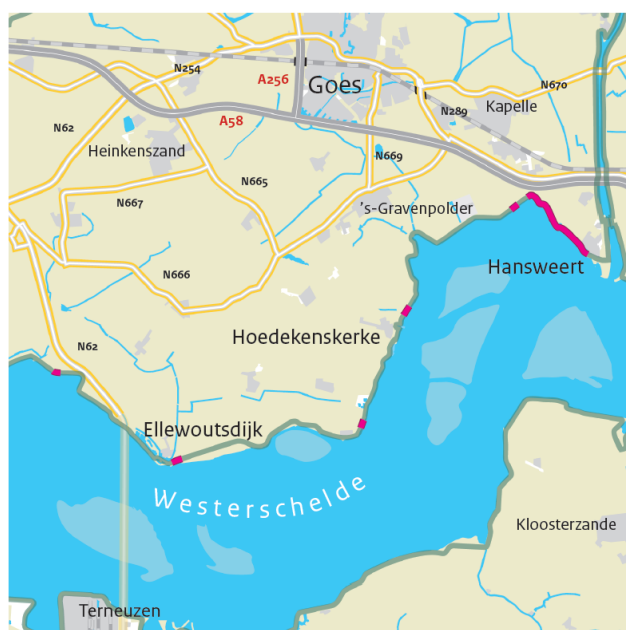 N254
A256
Goes
N670
Kapelle
N289
A58
N62
Heinkenszand
N669
N665
N667
's-Gravenpolder
Hansweert
N666
Hoedekenskerke
N62
Ellewoutsdijk
Westerschelde
Kloosterzande
Terneuzen